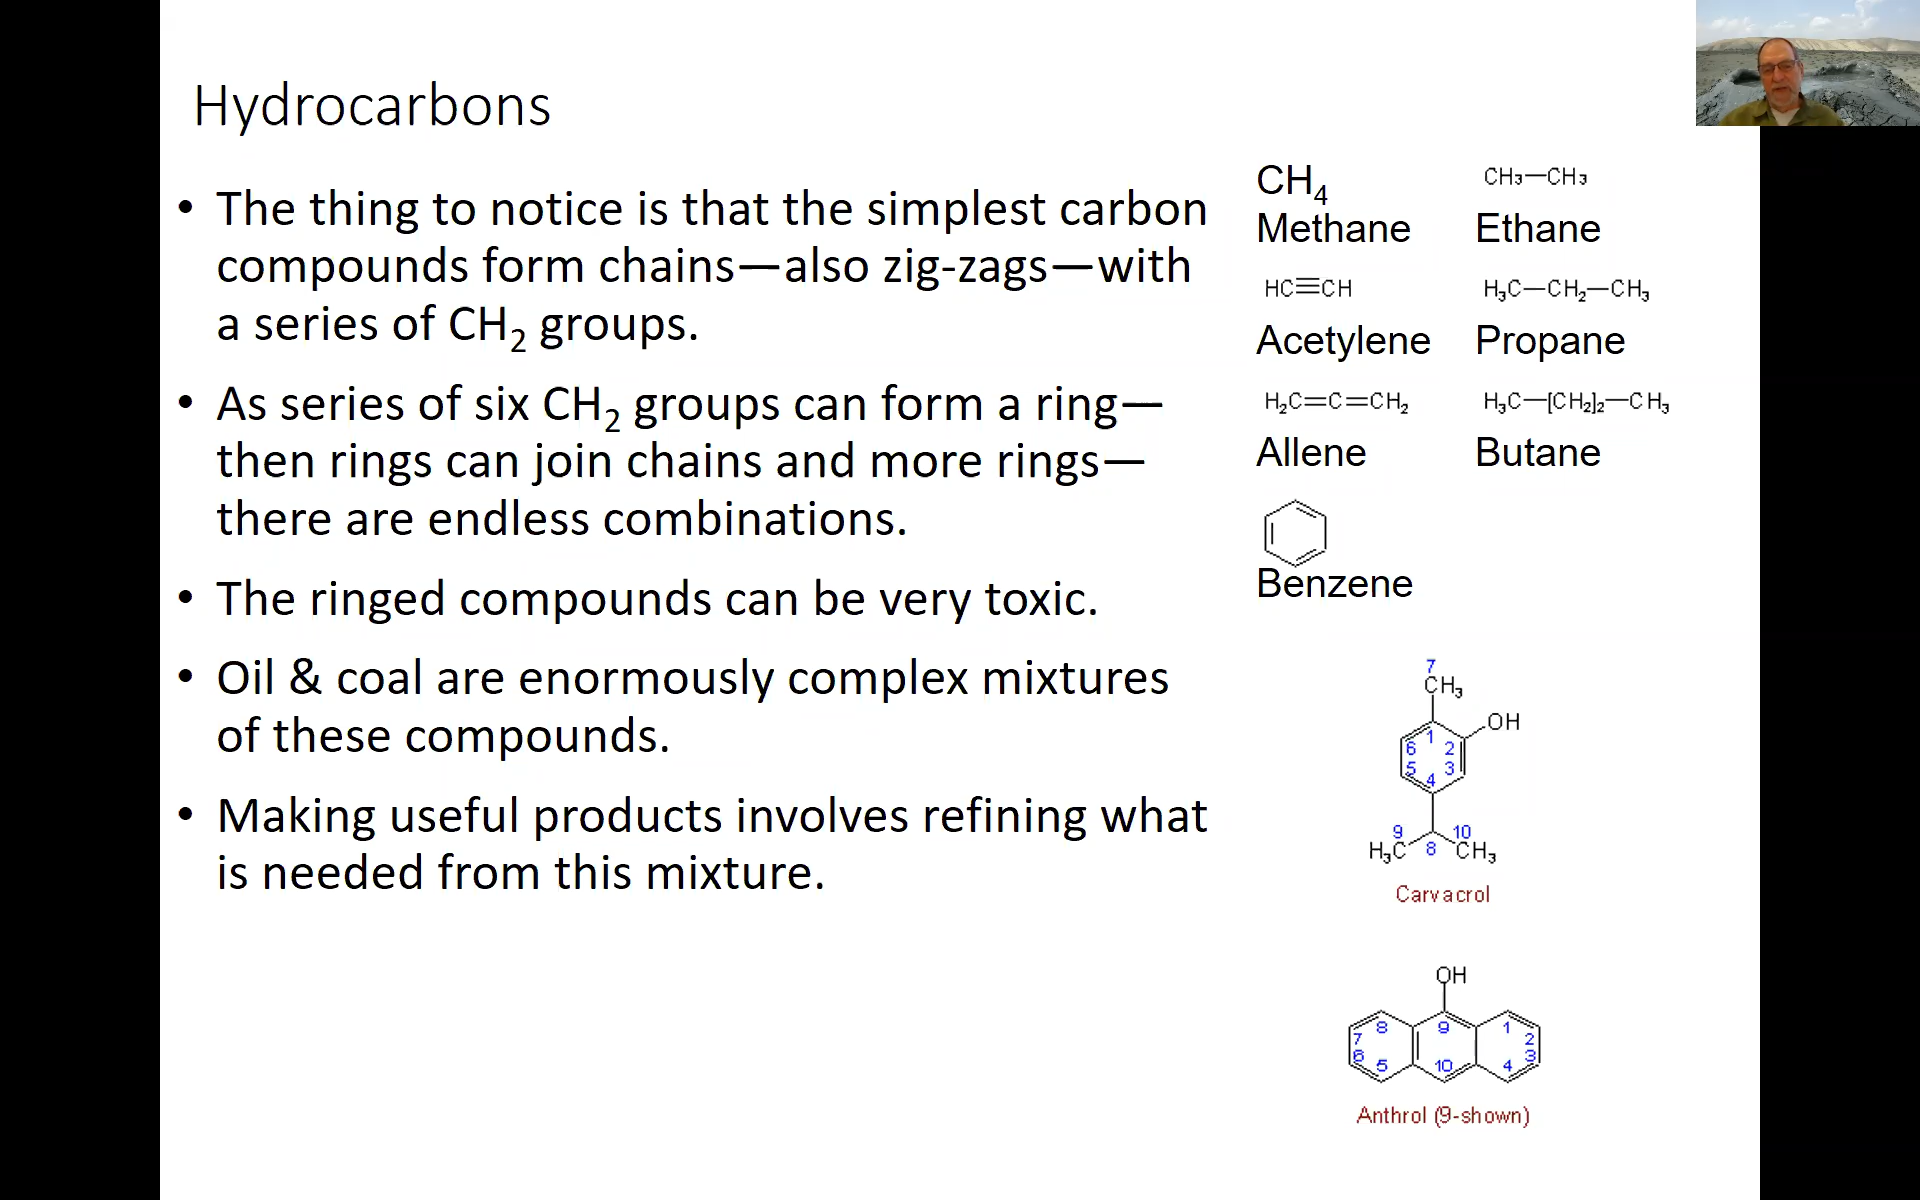 Hydrocarbons
• The thing to notice is that the simplest carbon
compounds form chains—also zig-zags—with
a series of CH₂ groups.
• As series of six CH₂ groups can form a ring—
then rings can join chains and more rings—
there are endless combinations.
• The ringed compounds can be very toxic.
• Oil & coal are enormously complex mixtures
of these compounds.
• Making useful products involves refining what
is needed from this mixture.
CH₄
Methane
CH₃—CH₃
Ethane
HC≡CH
Acetylene
H₃C—CH₂—CH₃
Propane
H₂C=C=CH₂
Allene
H₃C—[CH₂]₂—CH₃
Butane
Benzene
7
CH₃
OH
1
6 2
5 3
4
9 10
H₃C 8 CH₃
Carvacrol
OH
8 9 1
7 2
6 3
5 10 4
Anthrol (9-shown)